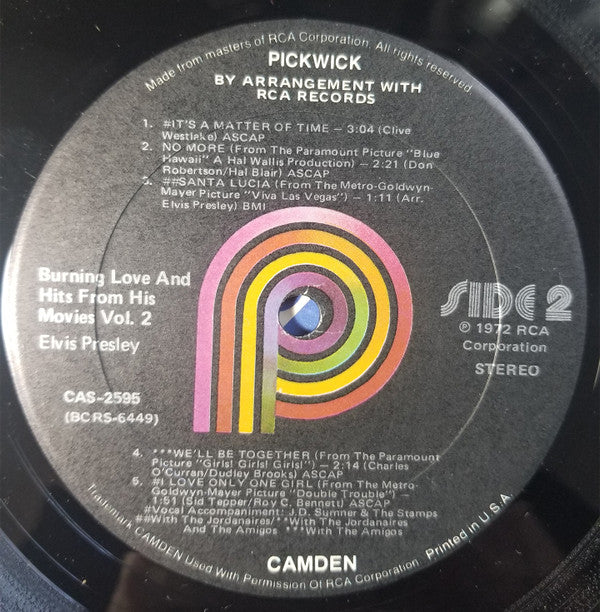 Made from masters of RCA Corporation. All rights reserved.
PICKWICK
BY ARRANGEMENT WITH
RCA RECORDS
1. #IT'S A MATTER OF TIME — 3:04 (Clive
Westlake) ASCAP
2. NO MORE (From The Paramount Picture "Blue
Hawaii" A Hal Wallis Production) — 2:21 (Don
Robertson/Hal Blair) ASCAP
3. ##SANTA LUCIA (From The Metro-Goldwyn-
Mayer Picture "Viva Las Vegas") — 1:11 (Arr.
Elvis Presley) BMI
Burning Love And
Hits From His
Movies Vol. 2
Elvis Presley
CAS-2595
(BCRS-6449)
SIDE 2
℗ 1972 RCA
Corporation
STEREO
4. ***WE'LL BE TOGETHER (From The Paramount
Picture "Girls! Girls! Girls!") — 2:14 (Charles
O'Curran/Dudley Brooks) ASCAP
5. #I LOVE ONLY ONE GIRL (From The Metro-
Goldwyn-Mayer Picture "Double Trouble") —
1:51 (Sid Tepper/Roy C. Bennett) ASCAP
#Vocal Accompaniment: J.D. Sumner & The Stamps
##With The Jordanaires/**With The Jordanaires
And The Amigos ***With The Amigos
CAMDEN
Trademark CAMDEN Used With Permission Of RCA Corporation Printed in U.S.A.